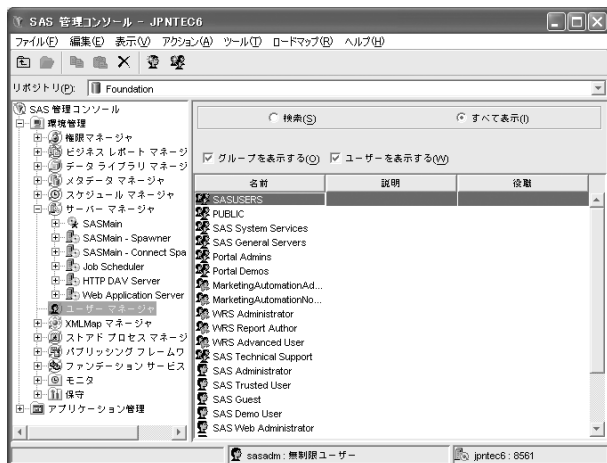 SAS 管理コンソール - JPNTEC6
ファイル(F) 編集(E) 表示(V) アクション(A) ツール(T) ロードマップ(R) ヘルプ(H)
リポジトリ(P): Foundation
SAS 管理コンソール
環境管理
権限マネージャ
ビジネス レポート マネージ
データ ライブラリ マネージ
メタデータ マネージャ
スケジュール マネージャ
サーバー マネージャ
SASMain
SASMain - Spawner
SASMain - Connect Spa
Job Scheduler
HTTP DAV Server
Web Application Server
ユーザー マネージャ
XMLMap マネージャ
ストアド プロセス マネージ
パブリッシング フレームワ
ファンデーション サービス
モニタ
保守
アプリケーション管理
検索(S) すべて表示(I)
グループを表示する(O) ユーザーを表示する(W)
名前 説明 役職
SASUSERS
PUBLIC
SAS System Services
SAS General Servers
Portal Admins
Portal Demos
MarketingAutomationAd...
MarketingAutomationNo...
WRS Administrator
WRS Report Author
WRS Advanced User
SAS Technical Support
SAS Administrator
SAS Trusted User
SAS Guest
SAS Demo User
SAS Web Administrator
sasadm : 無制限ユーザー jpntec6 : 8561